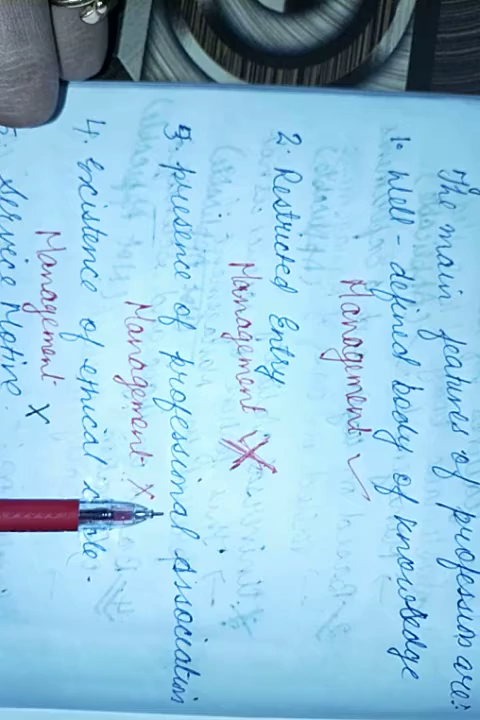 The main features of profession are:
1. Well-defined body of knowledge
Management ✓
2. Restricted Entry
Management X
3. presence of professional Association
Management X
4. existence of ethical code.
Management X
5. Service Motive.